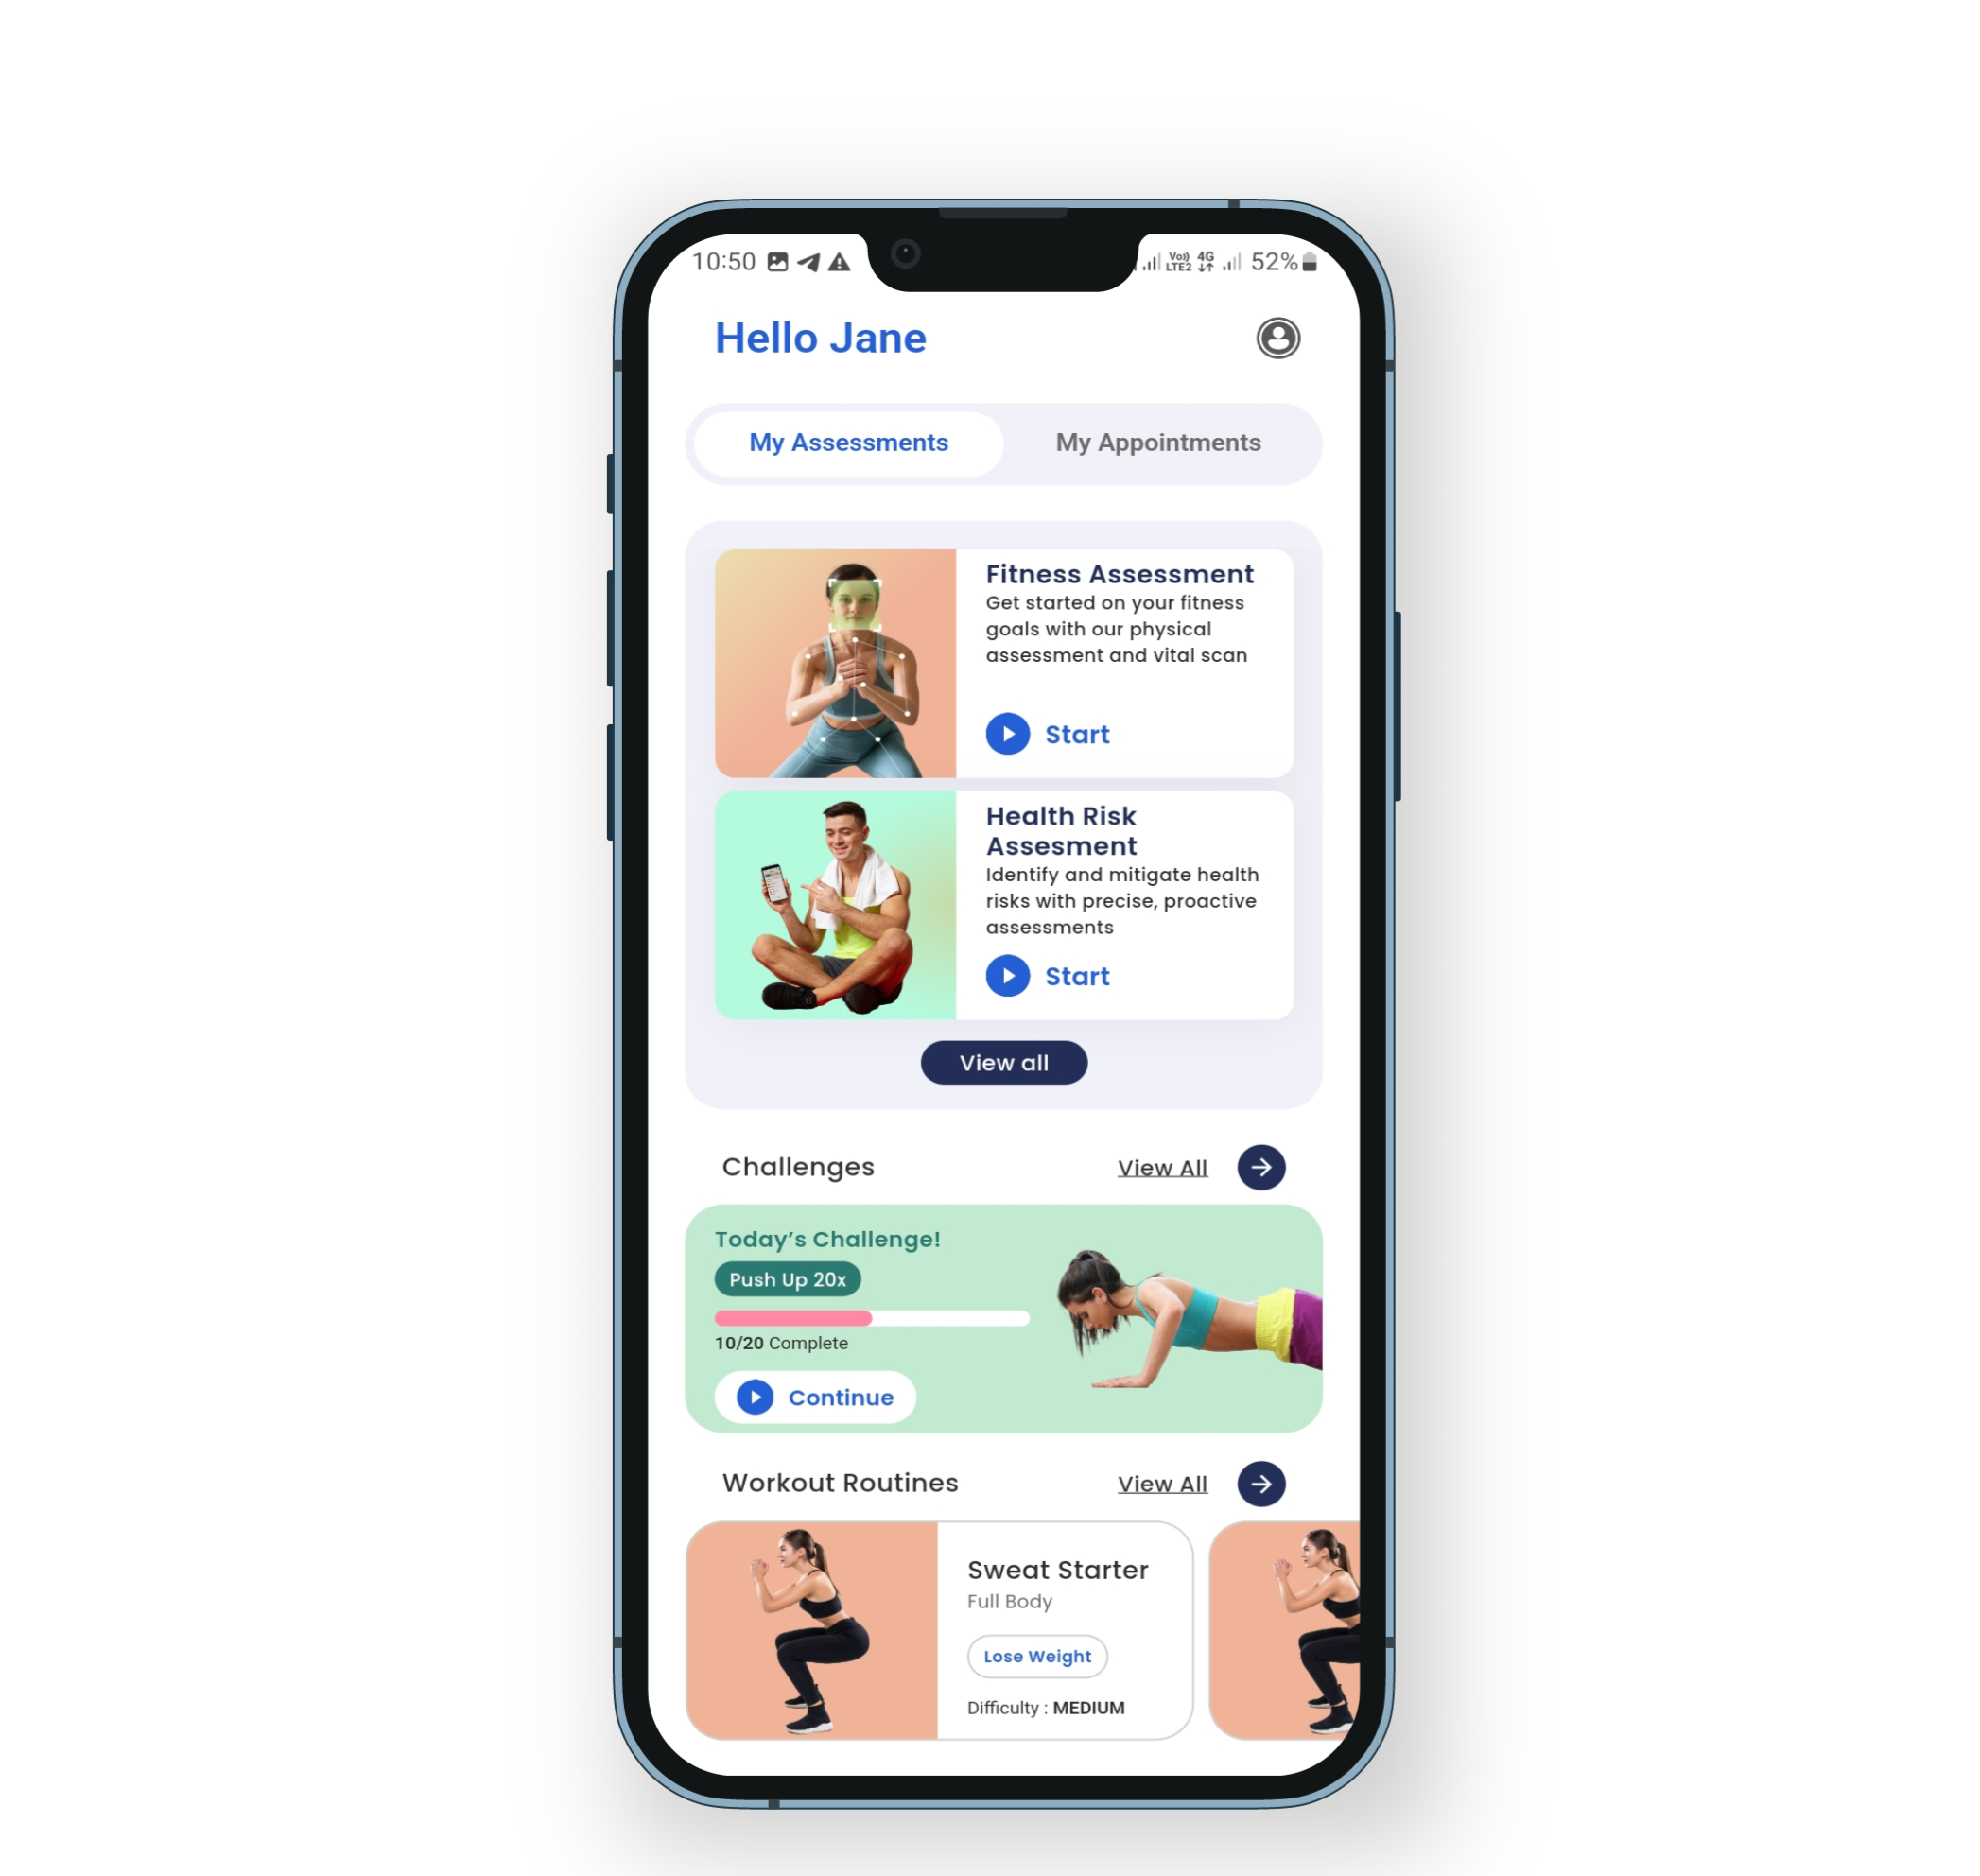 10:50
Vo))
LTE2
4G
52%
Hello Jane
My Assessments
My Appointments
Fitness Assessment
Get started on your fitness
goals with our physical
assessment and vital scan
Start
Health Risk
Assesment
Identify and mitigate health
risks with precise, proactive
assessments
Start
View all
Challenges
View All
Today's Challenge!
Push Up 20x
10/20 Complete
Continue
Workout Routines
View All
Sweat Starter
Full Body
Lose Weight
Difficulty : MEDIUM